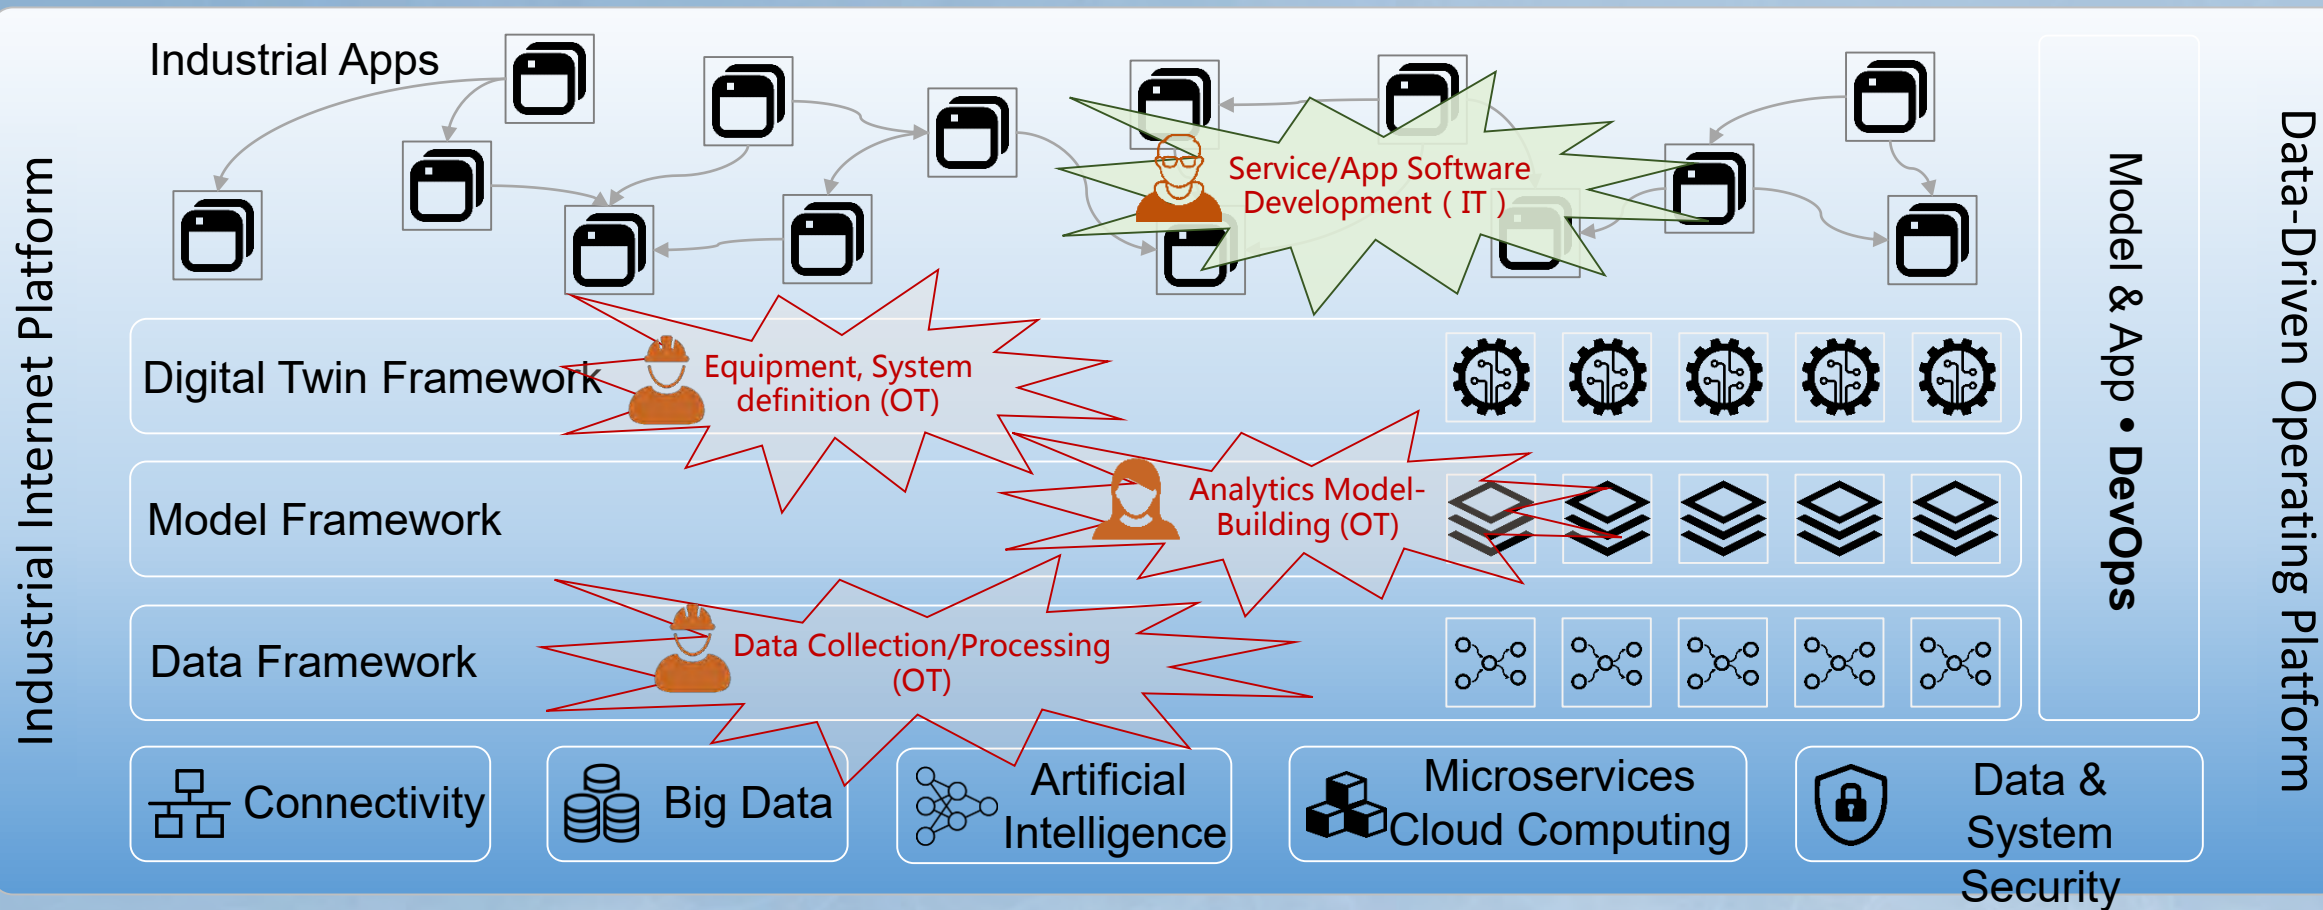 Industrial Apps
Service/App Software
Development ( IT )
Industrial Internet Platform
Digital Twin Framework
Equipment, System
definition (OT)
Model Framework
Analytics Model-
Building (OT)
Data Framework
Data Collection/Processing
(OT)
Connectivity
Big Data
Artificial
Intelligence
Microservices
Cloud Computing
Data &
System
Security
Model & App • DevOps
Data-Driven Operating Platform